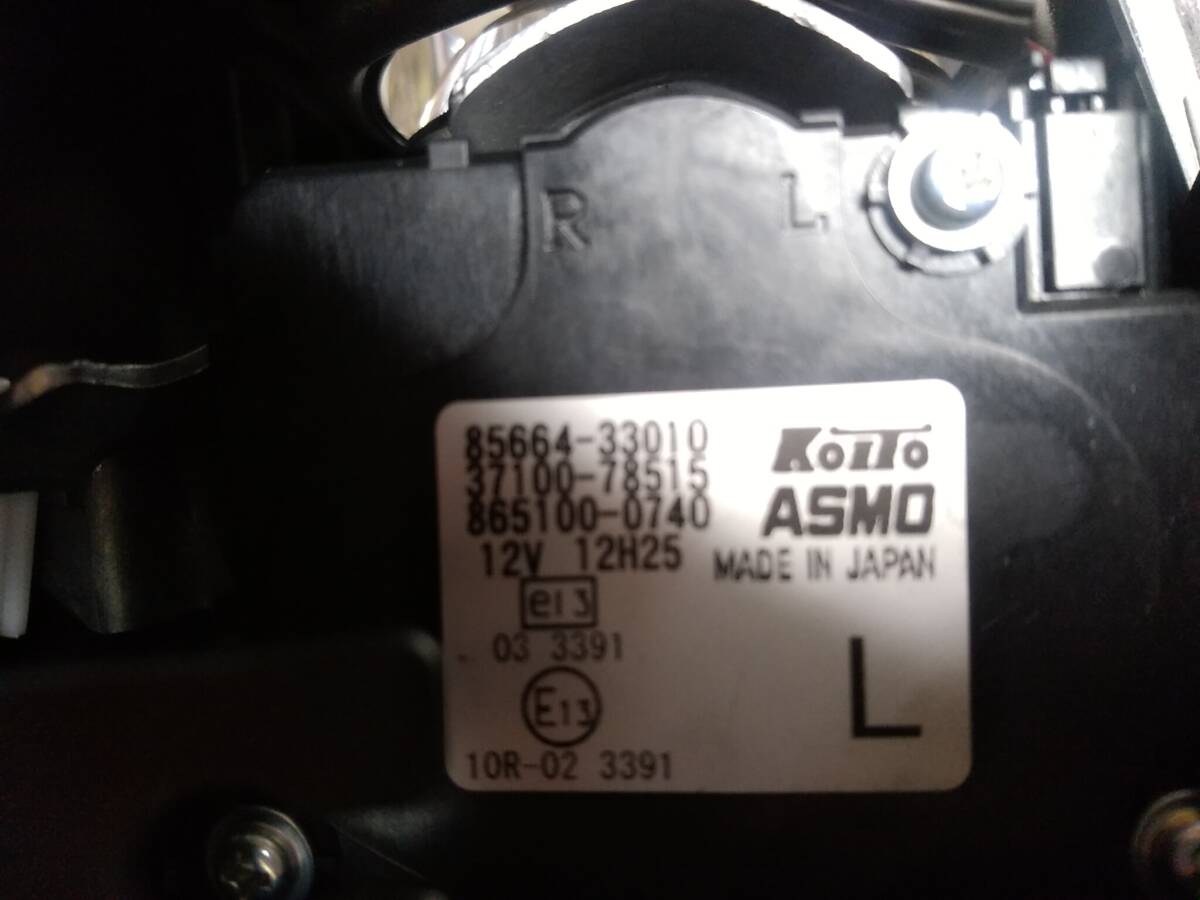 R L
85664-33010
37100-78515
865100-0740
12V 12H25
KOITO
ASMO
MADE IN JAPAN
e13
03 3391
E13
10R-02 3391
L